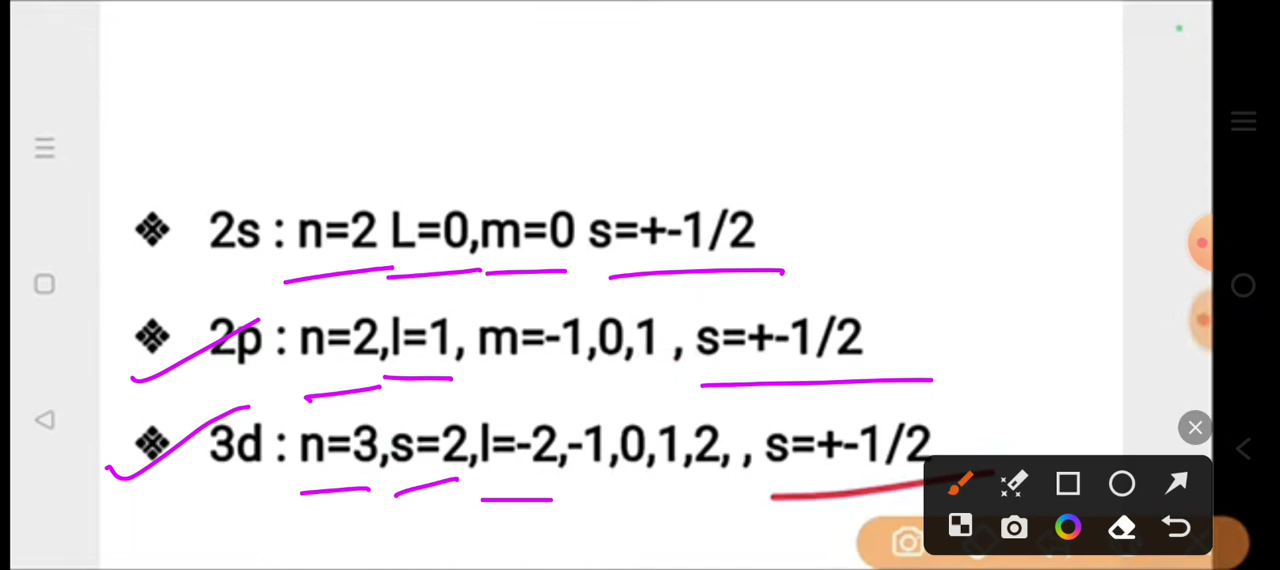 ❖ 2s : n=2 L=0,m=0 s=+-1/2
❖ 2p : n=2,l=1, m=-1,0,1 , s=+-1/2
❖ 3d : n=3,s=2,l=-2,-1,0,1,2, , s=+-1/2